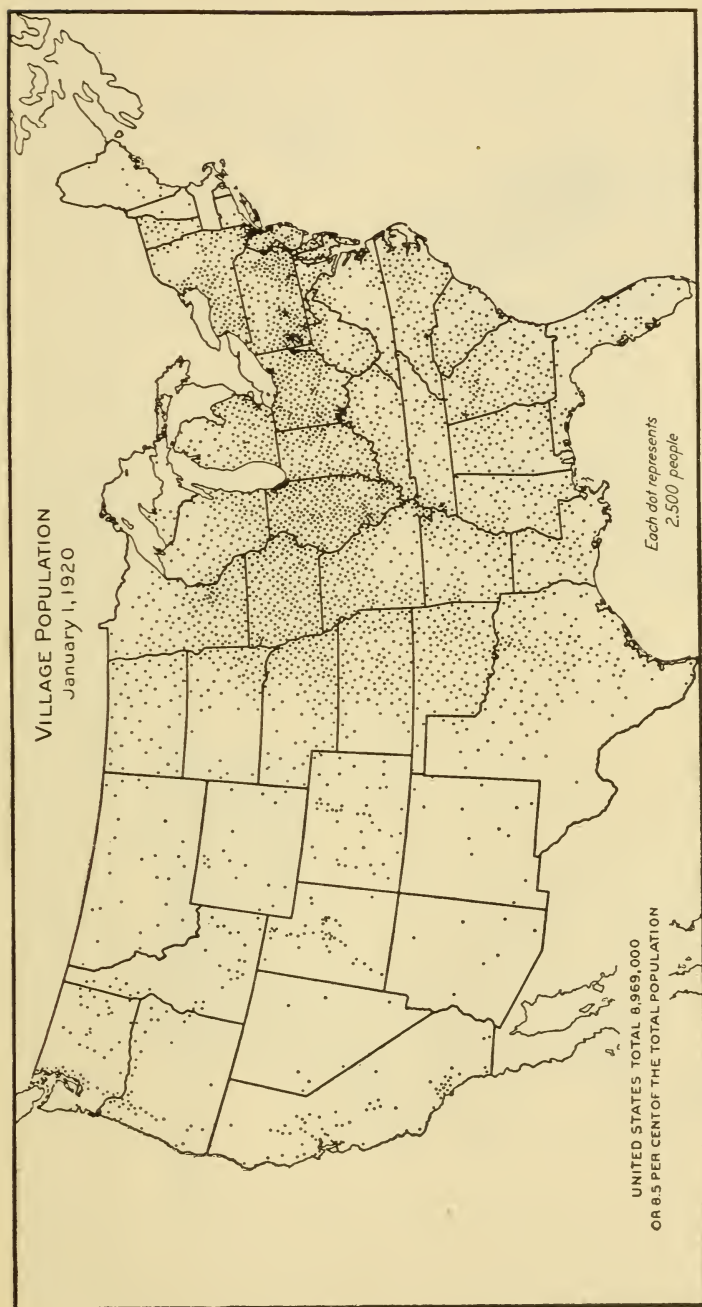 VILLAGE POPULATION
January 1, 1920
Each dot represents
2,500 people
UNITED STATES TOTAL 8,969,000
OR 8.5 PER CENT OF THE TOTAL POPULATION